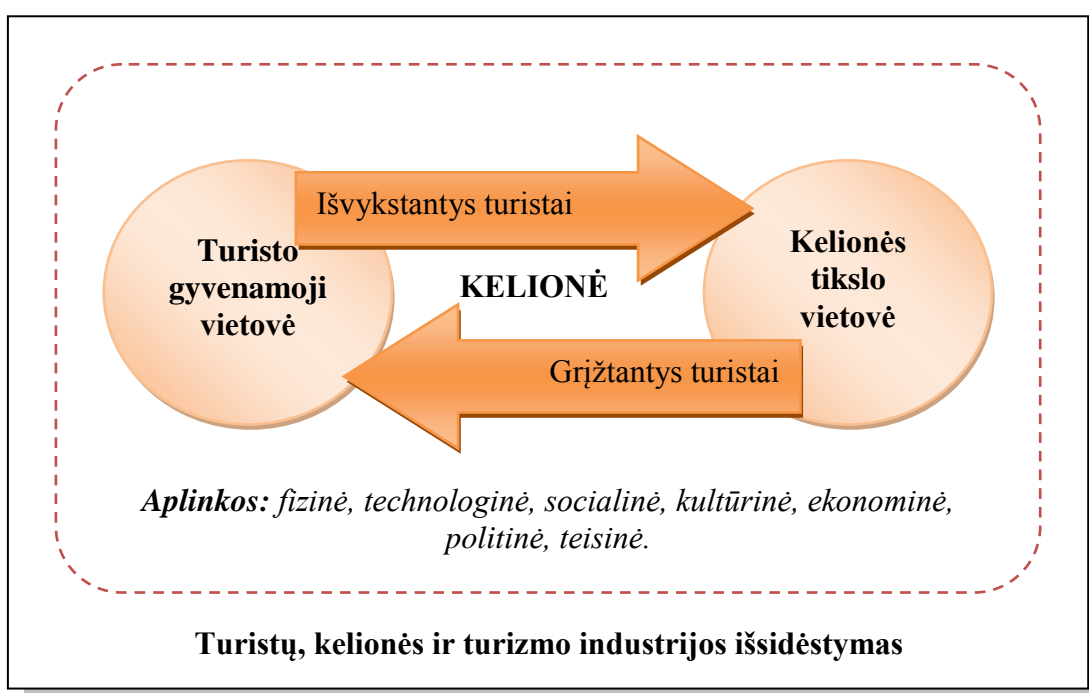 Išvykstantys turistai
Turisto
gyvenamoji
vietovė
KELIONĖ
Kelionės
tikslo
vietovė
Grįžtantys turistai
Aplinkos: fizinė, technologinė, socialinė, kultūrinė, ekonominė,
politinė, teisinė.
Turistų, kelionės ir turizmo industrijos išsidėstymas